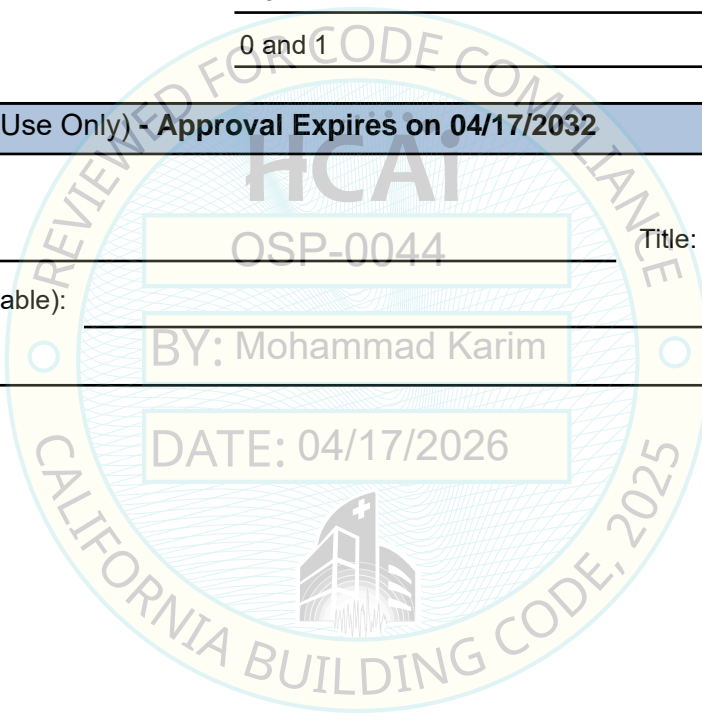 0 and 1
Use Only) - Approval Expires on 04/17/2032
REVIEWED FOR CODE COMPLIANCE
HCAi
OSP-0044
Title:
able):
BY: Mohammad Karim
DATE: 04/17/2026
CALIFORNIA BUILDING CODE, 2025